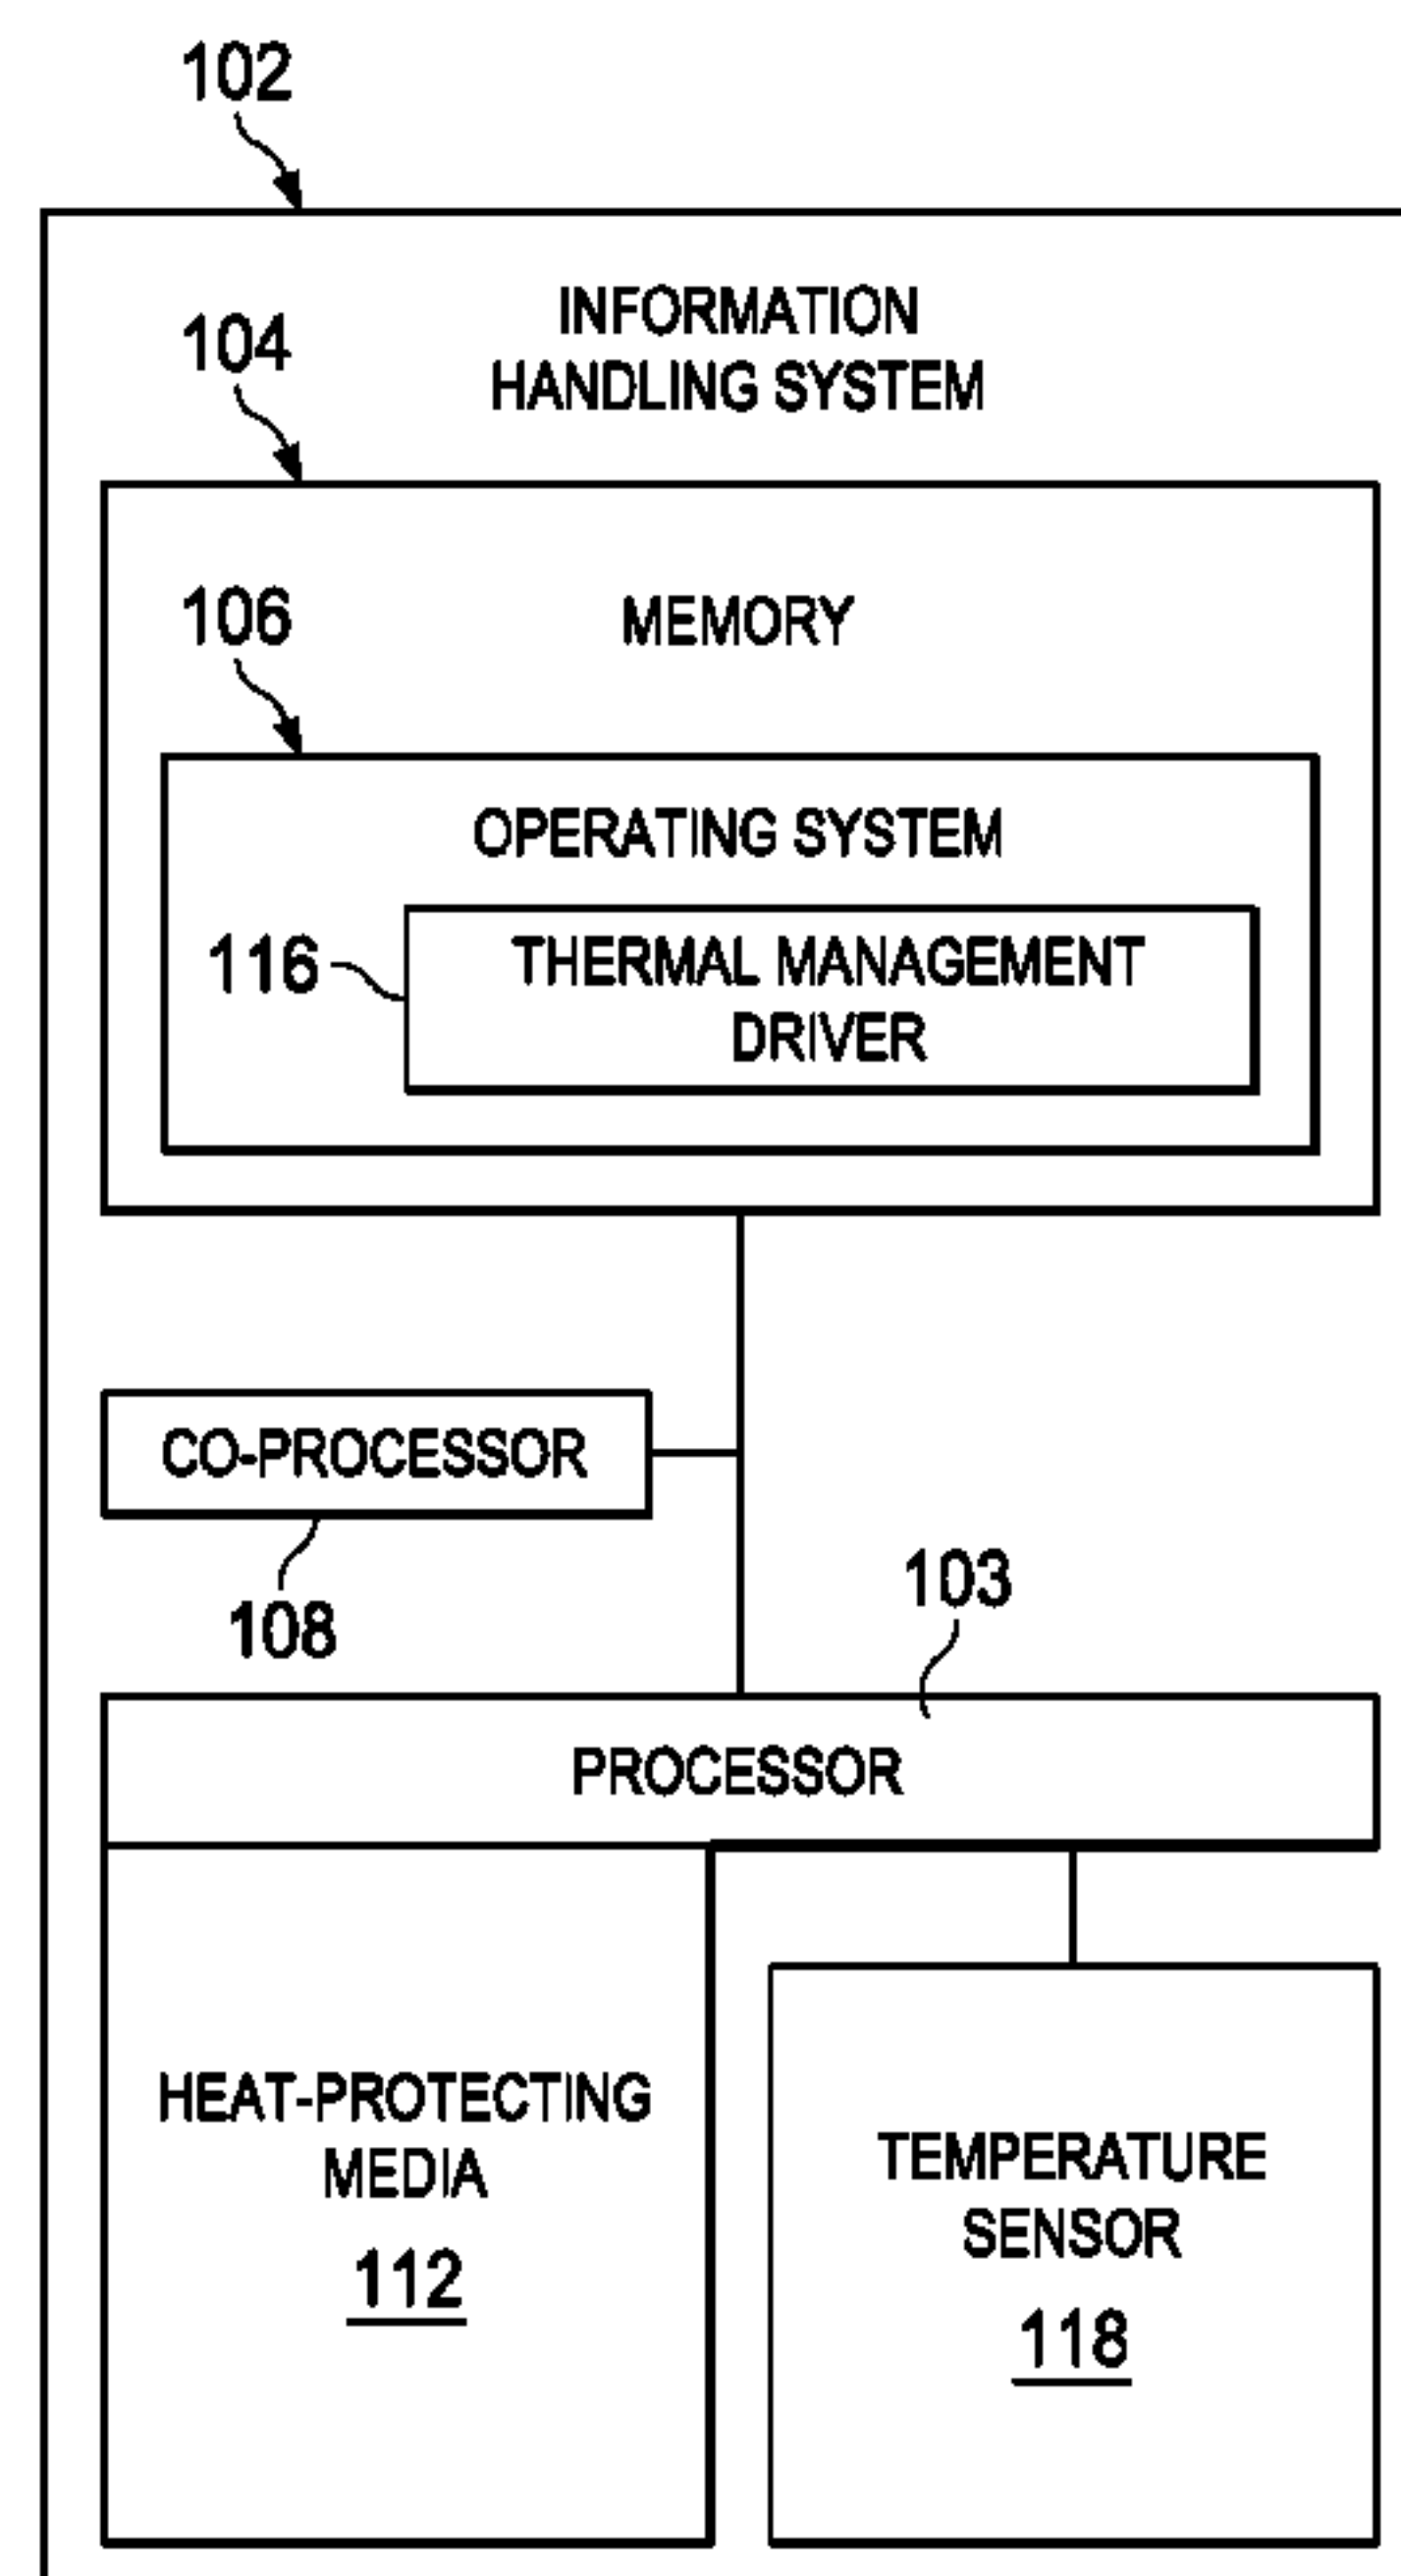 102
INFORMATION
HANDLING SYSTEM
104
MEMORY
106
OPERATING SYSTEM
116
THERMAL MANAGEMENT
DRIVER
CO-PROCESSOR
108
103
PROCESSOR
HEAT-PROTECTING
MEDIA
112
TEMPERATURE
SENSOR
118